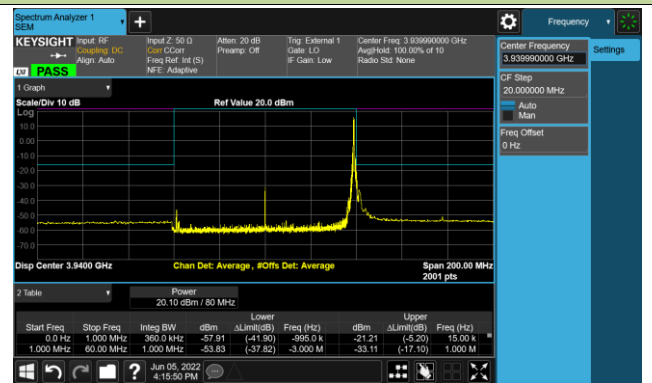 Spectrum Analyzer 1
SEM
+
Frequency
KEYSIGHT
Input: RF
Coupling: DC
Align: Auto
Input Z: 50 Ω
Corr CCorr
Freq Ref: Int (S)
NFE: Adaptive
Atten: 20 dB
Preamp: Off
Trig: External 1
Gate: LO
IF Gain: Low
Center Freq: 3.939990000 GHz
Avg|Hold: 100.00% of 10
Radio Std: None
LXI PASS
Center Frequency
3.939990000 GHz
Settings
CF Step
20.000000 MHz
Auto
Man
Freq Offset
0 Hz
1 Graph
Scale/Div 10 dB
Ref Value 20.0 dBm
Log
10.0
0.00
-10.0
-20.0
-30.0
-40.0
-50.0
-60.0
-70.0
Disp Center 3.9400 GHz
Chan Det: Average, #Offs Det: Average
Span 200.00 MHz
2001 pts
2 Table
Power
20.10 dBm / 80 MHz
Lower Upper
Start Freq Stop Freq Integ BW dBm ΔLimit(dB) Freq (Hz) dBm ΔLimit(dB) Freq (Hz)
0.0 Hz 1.000 MHz 360.0 kHz -57.91 (-41.90) -995.0 k -21.21 (-5.20) 15.00 k
1.000 MHz 60.00 MHz 1.000 MHz -53.83 (-37.82) -3.000 M -33.11 (-17.10) 1.000 M
?
Jun 05, 2022
4:15:50 PM